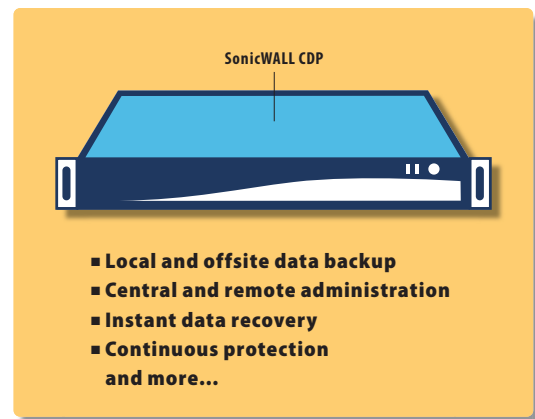 SonicWALL CDP
▪ Local and offsite data backup
▪ Central and remote administration
▪ Instant data recovery
▪ Continuous protection
and more...